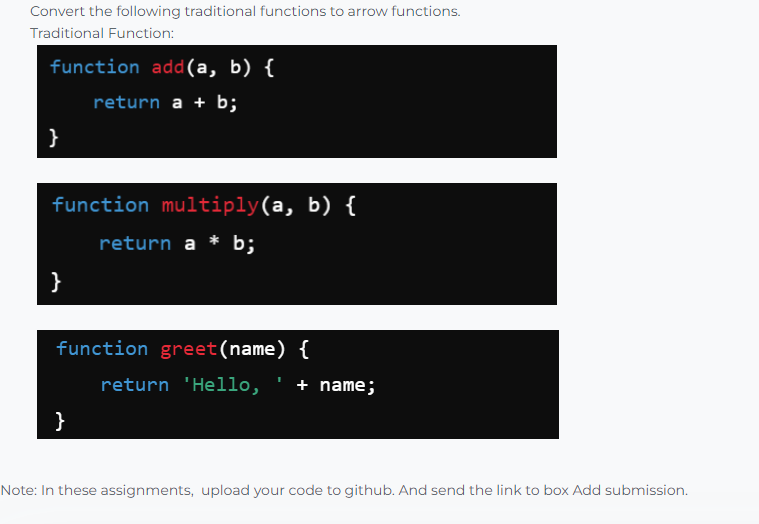 Convert the following traditional functions to arrow functions.
Traditional Function:
function add(a, b) {
return a + b;
}
function multiply(a, b) {
return a * b;
}
function greet(name) {
return 'Hello, ' + name;
}
Note: In these assignments,  upload your code to github. And send the link to box Add submission.